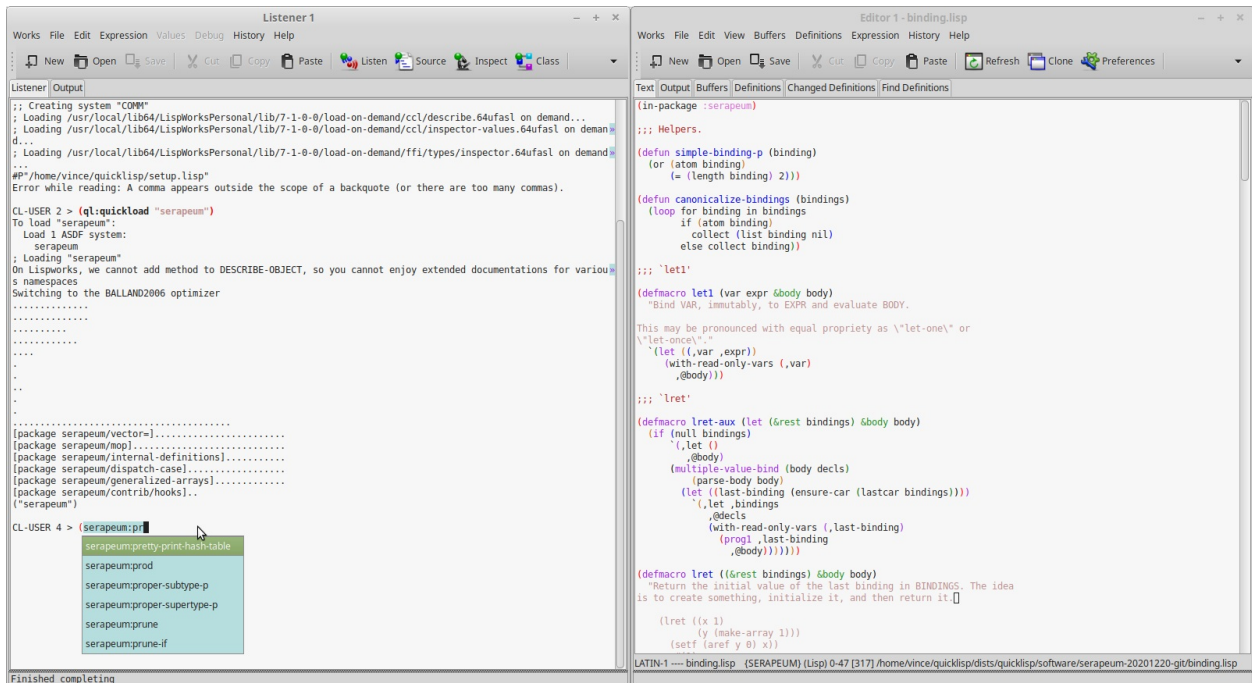 Listener 1
Works File Edit Expression Values Debug History Help
New Open Save Cut Copy Paste Listen Source Inspect Class
Listener Output
;; Creating system "COMM"
; Loading /usr/local/lib64/LispWorksPersonal/lib/7-1-0-0/load-on-demand/ccl/describe.64ufasl on demand...
; Loading /usr/local/lib64/LispWorksPersonal/lib/7-1-0-0/load-on-demand/ccl/inspector-values.64ufasl on deman
d...
; Loading /usr/local/lib64/LispWorksPersonal/lib/7-1-0-0/load-on-demand/ffi/types/inspector.64ufasl on demand
...
#P"/home/vince/quicklisp/setup.lisp"
Error while reading: A comma appears outside the scope of a backquote (or there are too many commas).
CL-USER 2 > (ql:quickload "serapeum")
To load "serapeum":
  Load 1 ASDF system:
    serapeum
; Loading "serapeum"
On Lispworks, we cannot add method to DESCRIBE-OBJECT, so you cannot enjoy extended documentations for variou
s namespaces
Switching to the BALLAND2006 optimizer
..............
..............
..........
............
....
.
.
..
.
.
........................................
[package serapeum/vector=]........................
[package serapeum/mop]............................
[package serapeum/internal-definitions]...........
[package serapeum/dispatch-case]..................
[package serapeum/generalized-arrays].............
[package serapeum/contrib/hooks]..
("serapeum")
CL-USER 4 > (serapeum:pr
serapeum:pretty-print-hash-table
serapeum:prod
serapeum:proper-subtype-p
serapeum:proper-supertype-p
serapeum:prune
serapeum:prune-if
Finished completing
Editor 1 - binding.lisp
Works File Edit View Buffers Definitions Expression History Help
New Open Save Cut Copy Paste Refresh Clone Preferences
Text Output Buffers Definitions Changed Definitions Find Definitions
(in-package :serapeum)
;;; Helpers.
(defun simple-binding-p (binding)
  (or (atom binding)
      (= (length binding) 2)))
(defun canonicalize-bindings (bindings)
  (loop for binding in bindings
        if (atom binding)
          collect (list binding nil)
        else collect binding))
;;; `let1'
(defmacro let1 (var expr &body body)
  "Bind VAR, immutably, to EXPR and evaluate BODY.
This may be pronounced with equal propriety as \"let-one\" or
\"let-once\"."
  `(let ((,var ,expr))
     (with-read-only-vars (,var)
       ,@body)))
;;; `lret'
(defmacro lret-aux (let (&rest bindings) &body body)
  (if (null bindings)
      `(,let ()
         ,@body)
      (multiple-value-bind (body decls)
          (parse-body body)
        (let ((last-binding (ensure-car (lastcar bindings))))
          `(,let ,bindings
             ,@decls
             (with-read-only-vars (,last-binding)
               (prog1 ,last-binding
                 ,@body)))))))
(defmacro lret ((&rest bindings) &body body)
  "Return the initial value of the last binding in BINDINGS. The idea
is to create something, initialize it, and then return it.
    (lret ((x 1)
           (y (make-array 1)))
      (setf (aref y 0) x))
LATIN-1 ---- binding.lisp {SERAPEUM} (Lisp) 0-47 [317] /home/vince/quicklisp/dists/quicklisp/software/serapeum-20201220-git/binding.lisp